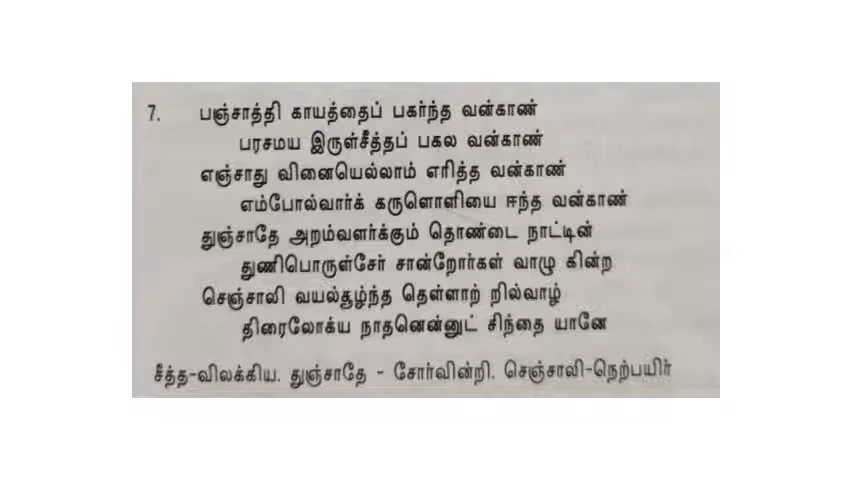 7. பஞ்சாத்தி காயத்தைப் பகர்ந்த வன்காண்
பரசமய இருள்சீத்தப் பகல வன்காண்
எஞ்சாது வினையெல்லாம் எரித்த வன்காண்
எம்போல்வார்க் கருளொளியை ஈந்த வன்காண்
துஞ்சாதே அறம்வளர்க்கும் தொண்டை நாட்டின்
துணிபொருள்சேர் சான்றோர்கள் வாழு கின்ற
செஞ்சாலி வயல்சூழ்ந்த தெள்ளாற் றில்வாழ்
திரைலோக்ய நாதனென்னுட் சிந்தை யானே
சீத்த-விலக்கிய. துஞ்சாதே - சோர்வின்றி. செஞ்சாலி-நெற்பயிர்